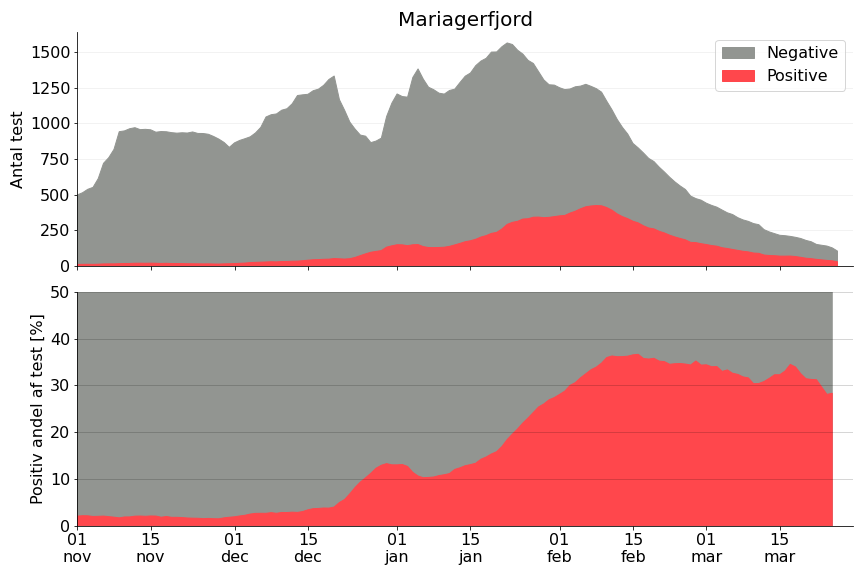 Mariagerfjord
Antal test
1500
1250
1000
750
500
250
0
Negative
Positive
Positiv andel af test [%]
50
40
30
20
10
0
01 15 01 15 01 15 01 15 01 15
nov nov dec dec jan jan feb feb mar mar